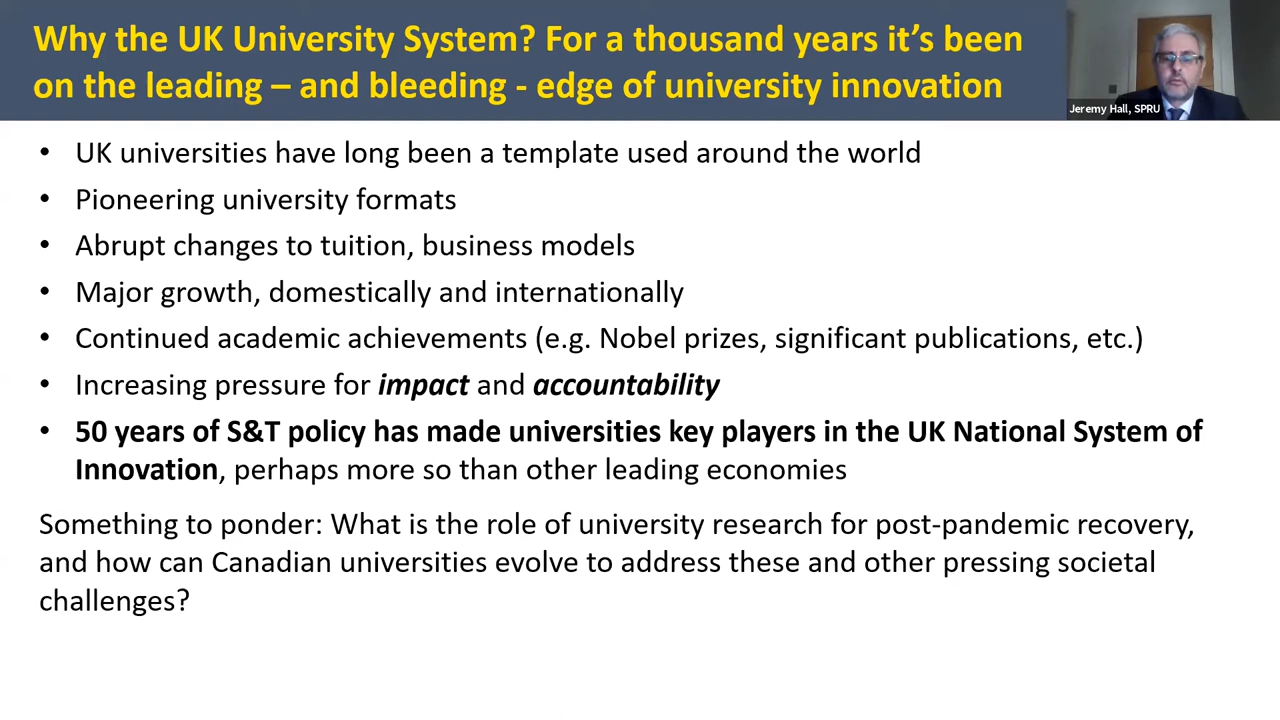 Why the UK University System? For a thousand years it’s been
on the leading – and bleeding - edge of university innovation
Jeremy Hall, SPRU
• UK universities have long been a template used around the world
• Pioneering university formats
• Abrupt changes to tuition, business models
• Major growth, domestically and internationally
• Continued academic achievements (e.g. Nobel prizes, significant publications, etc.)
• Increasing pressure for impact and accountability
• 50 years of S&T policy has made universities key players in the UK National System of
Innovation, perhaps more so than other leading economies
Something to ponder: What is the role of university research for post-pandemic recovery,
and how can Canadian universities evolve to address these and other pressing societal
challenges?